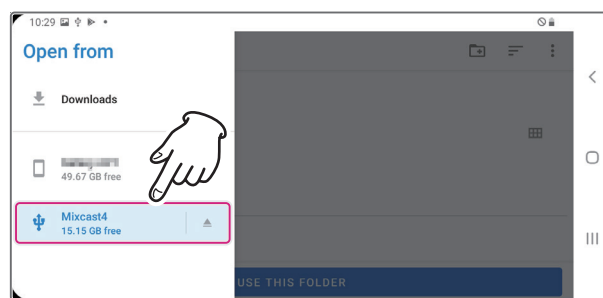 10:29
Open from
Downloads
49.67 GB free
Mixcast4
15.15 GB free
USE THIS FOLDER